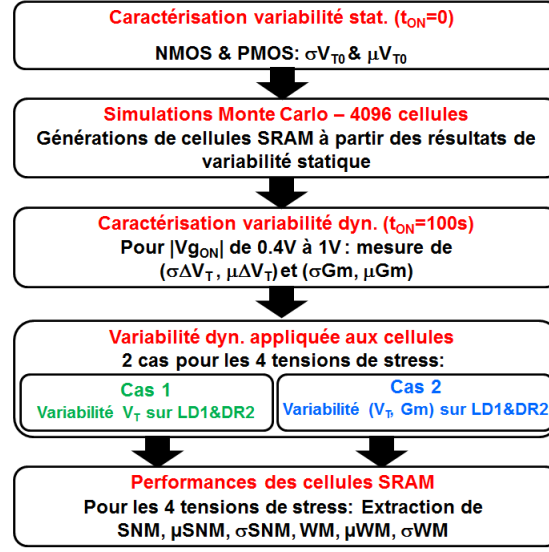 Caractérisation variabilité stat. (tON=0)
NMOS & PMOS: σVT0 & µVT0
Simulations Monte Carlo – 4096 cellules
Générations de cellules SRAM à partir des résultats de
variabilité statique
Caractérisation variabilité dyn. (tON=100s)
Pour |VgON| de 0.4V à 1V : mesure de
(σΔVT , µΔVT) et (σGm, µGm)
Variabilité dyn. appliquée aux cellules
2 cas pour les 4 tensions de stress:
Cas 1
Variabilité VT sur LD1&DR2
Cas 2
Variabilité (VT, Gm) sur LD1&DR2
Performances des cellules SRAM
Pour les 4 tensions de stress: Extraction de
SNM, µSNM, σSNM, WM, µWM, σWM